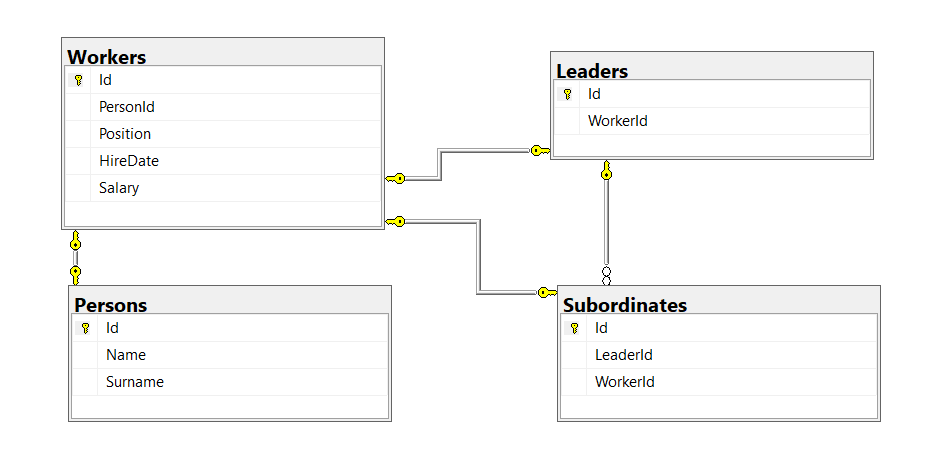 Workers
Id
PersonId
Position
HireDate
Salary
Leaders
Id
WorkerId
Persons
Id
Name
Surname
Subordinates
Id
LeaderId
WorkerId